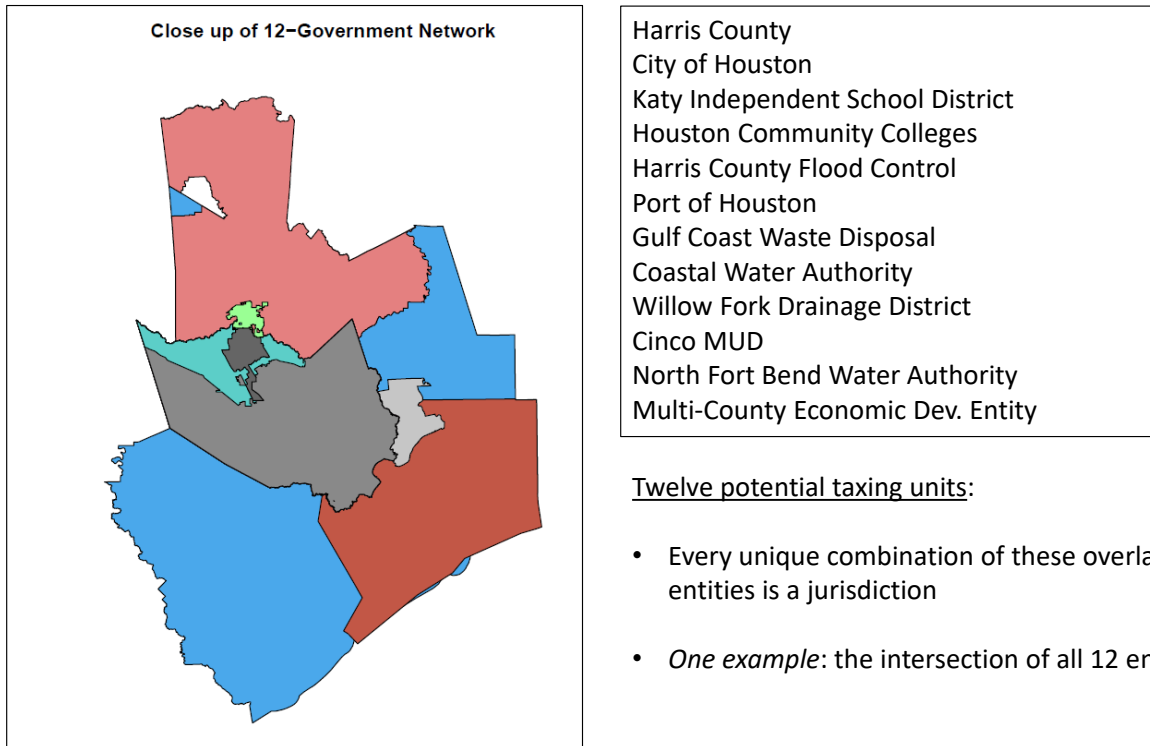 Close up of 12−Government Network
Harris County
City of Houston
Katy Independent School District
Houston Community Colleges
Harris County Flood Control
Port of Houston
Gulf Coast Waste Disposal
Coastal Water Authority
Willow Fork Drainage District
Cinco MUD
North Fort Bend Water Authority
Multi-County Economic Dev. Entity
Twelve potential taxing units:
• Every unique combination of these overla
entities is a jurisdiction
• One example: the intersection of all 12 en